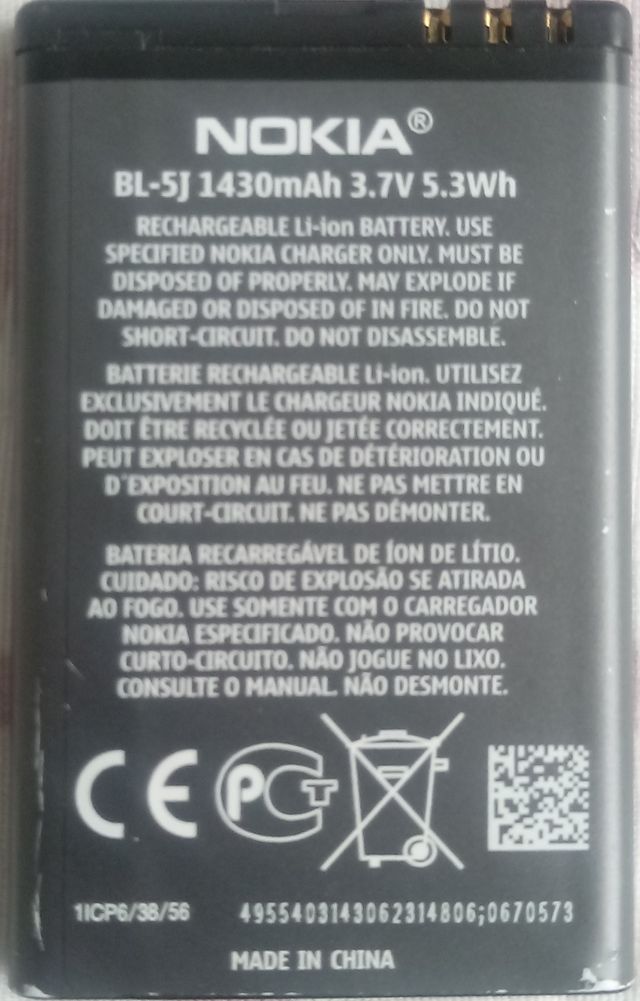 NOKIA®
BL-5J 1430mAh 3.7V 5.3Wh
RECHARGEABLE Li-ion BATTERY. USE
SPECIFIED NOKIA CHARGER ONLY. MUST BE
DISPOSED OF PROPERLY. MAY EXPLODE IF
DAMAGED OR DISPOSED OF IN FIRE. DO NOT
SHORT-CIRCUIT. DO NOT DISASSEMBLE.
BATTERIE RECHARGEABLE Li-ion. UTILISEZ
EXCLUSIVEMENT LE CHARGEUR NOKIA INDIQUÉ.
DOIT ÊTRE RECYCLÉE OU JETÉE CORRECTEMENT.
PEUT EXPLOSER EN CAS DE DÉTÉRIORATION OU
D'EXPOSITION AU FEU. NE PAS METTRE EN
COURT-CIRCUIT. NE PAS DÉMONTER.
BATERIA RECARREGÁVEL DE ÍON DE LÍTIO.
CUIDADO: RISCO DE EXPLOSÃO SE ATIRADA
AO FOGO. USE SOMENTE COM O CARREGADOR
NOKIA ESPECIFICADO. NÃO PROVOCAR
CURTO-CIRCUITO. NÃO JOGUE NO LIXO.
CONSULTE O MANUAL. NÃO DESMONTE.
CE PCT
1ICP6/38/56 4955403143062314806;0670573
MADE IN CHINA